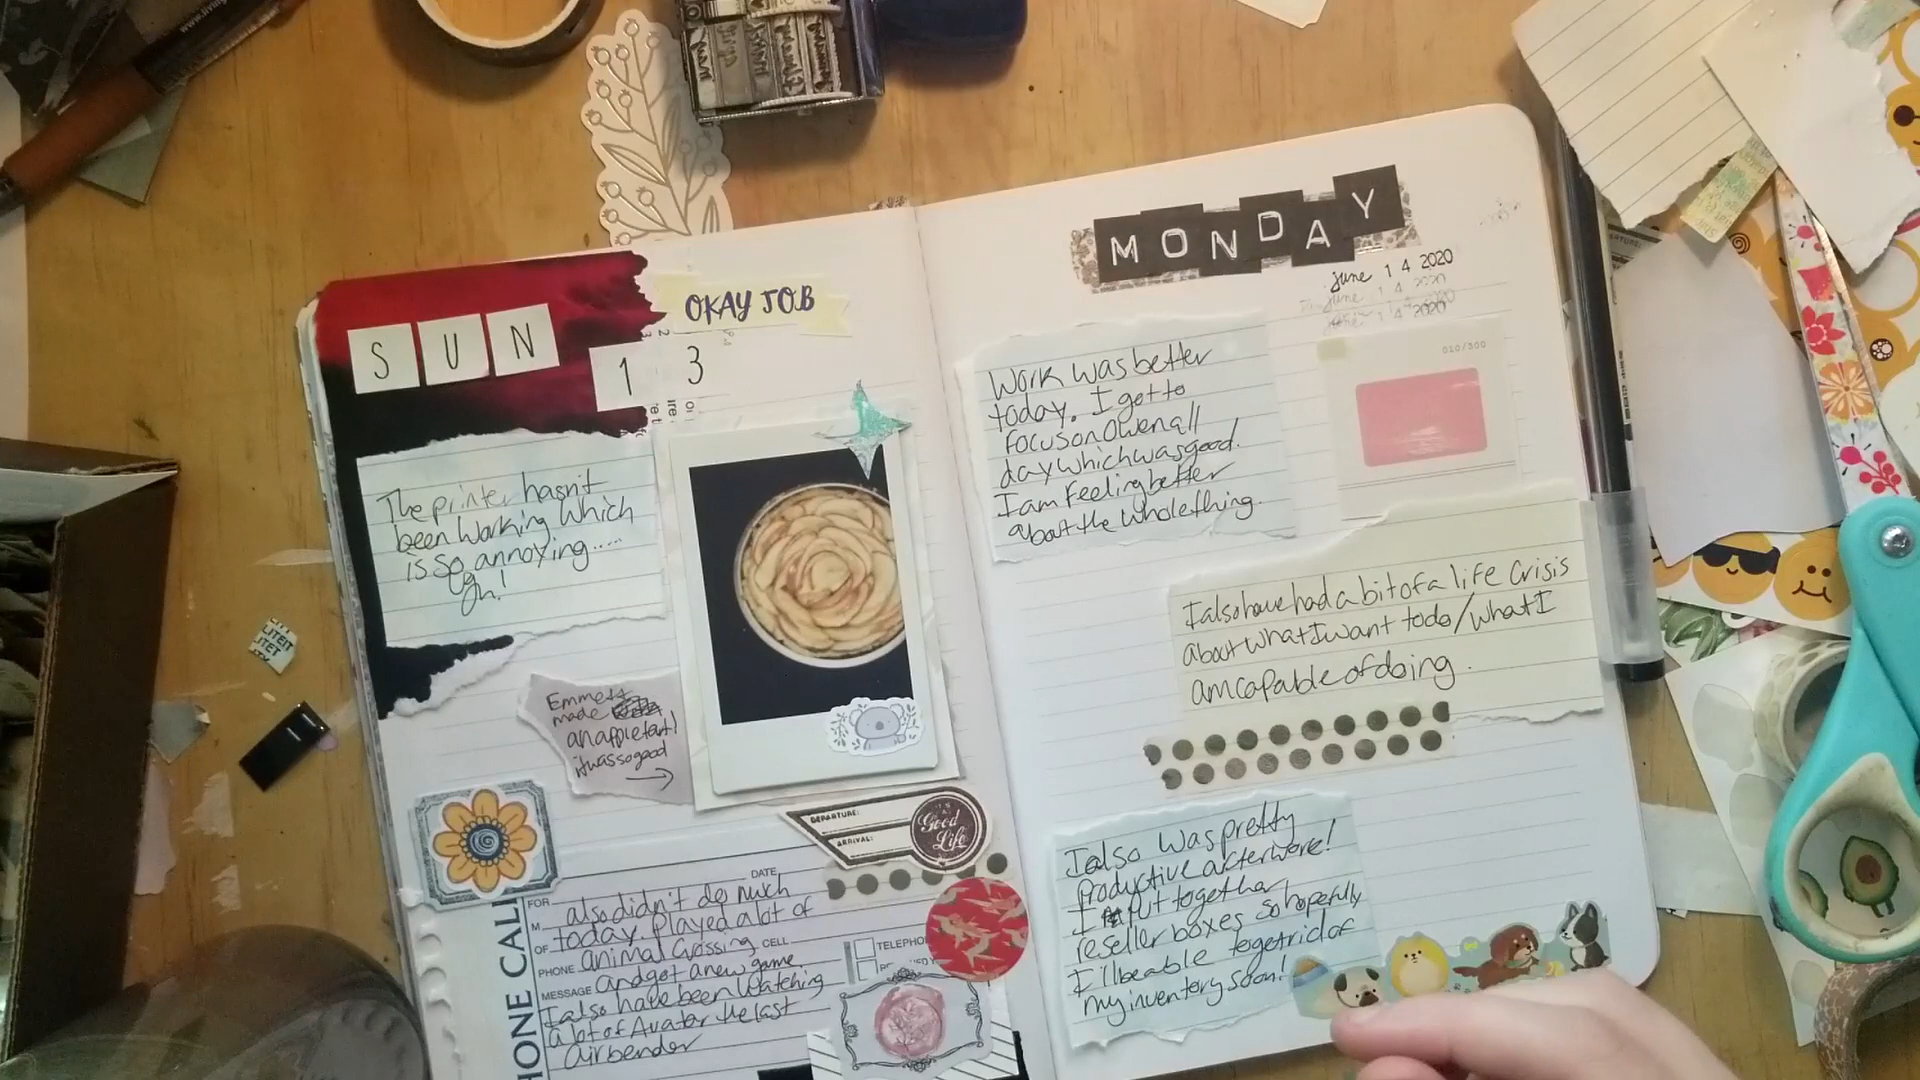 SUN
13
OKAY JOB
The printer hasn't
been working which
is so annoying.....
gh!
Emmett
made
an apple tart!
it was so good
DEPARTURE:
ARRIVAL:
Good
Life
PHONE CALL
DATE
FOR
M
OF
PHONE
CELL
MESSAGE
TELEPHO
also didn't do much
today. Played a lot of
animal crossing
and got a new game.
I also have been watching
a lot of Avatar the last
airbender
MONDAY
june 14 2020
june 14 2020
june 14 2020
010/300
Work was better
today. I got to
focus on Owen all
day which was good.
I am feeling better
about the whole thing.
I also have had a bit of a life crisis
about what I want to do/what I
am capable of doing.
I also was pretty
productive after work!
I put together
reseller boxes so hopefully
I'll be able to get rid of
my inventory soon!